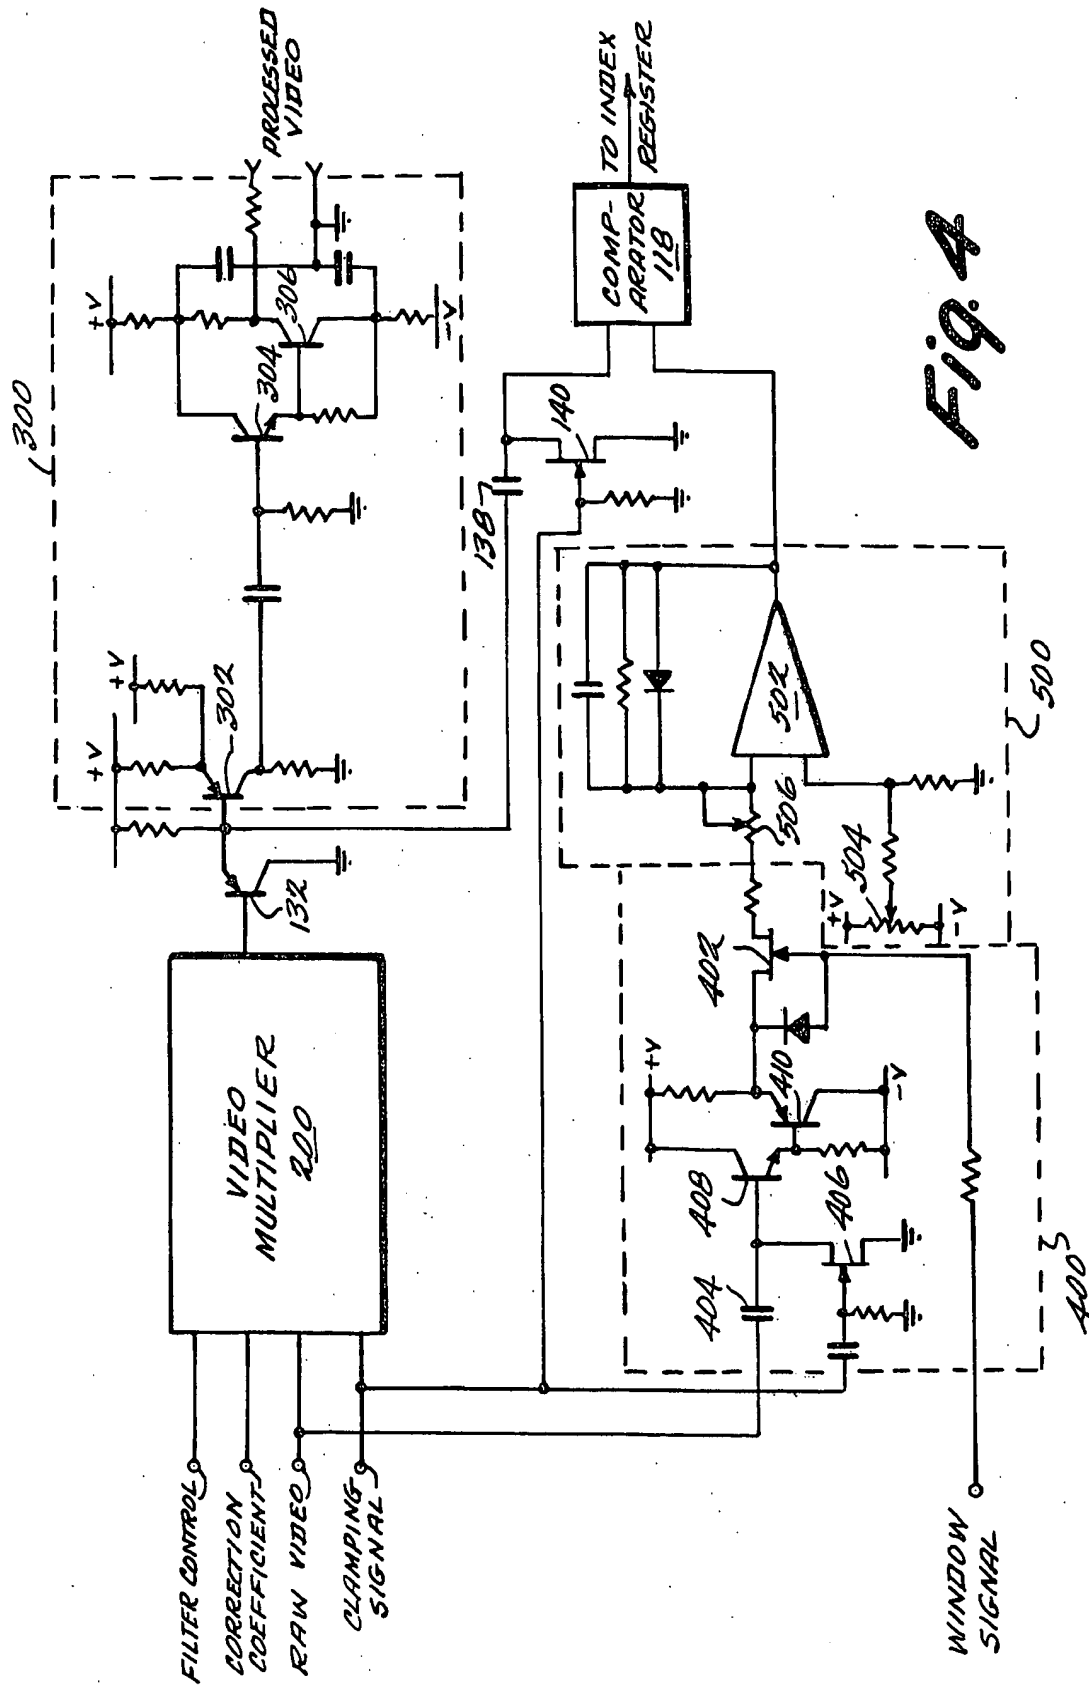 FILTER CONTROL
CORRECTION
COEFFICIENT
RAW VIDEO
CLAMPING
SIGNAL
WINDOW
SIGNAL
VIDEO
MULTIPLIER
200
132
+V
+V
+V
302
300
304
306
+V
-V
PROCESSED
VIDEO
138
140
COMP-
ARATOR
118
TO INDEX
REGISTER
404
406
408
410
+V
-V
402
400
504
+V
-V
506
502
500
Fig. 4